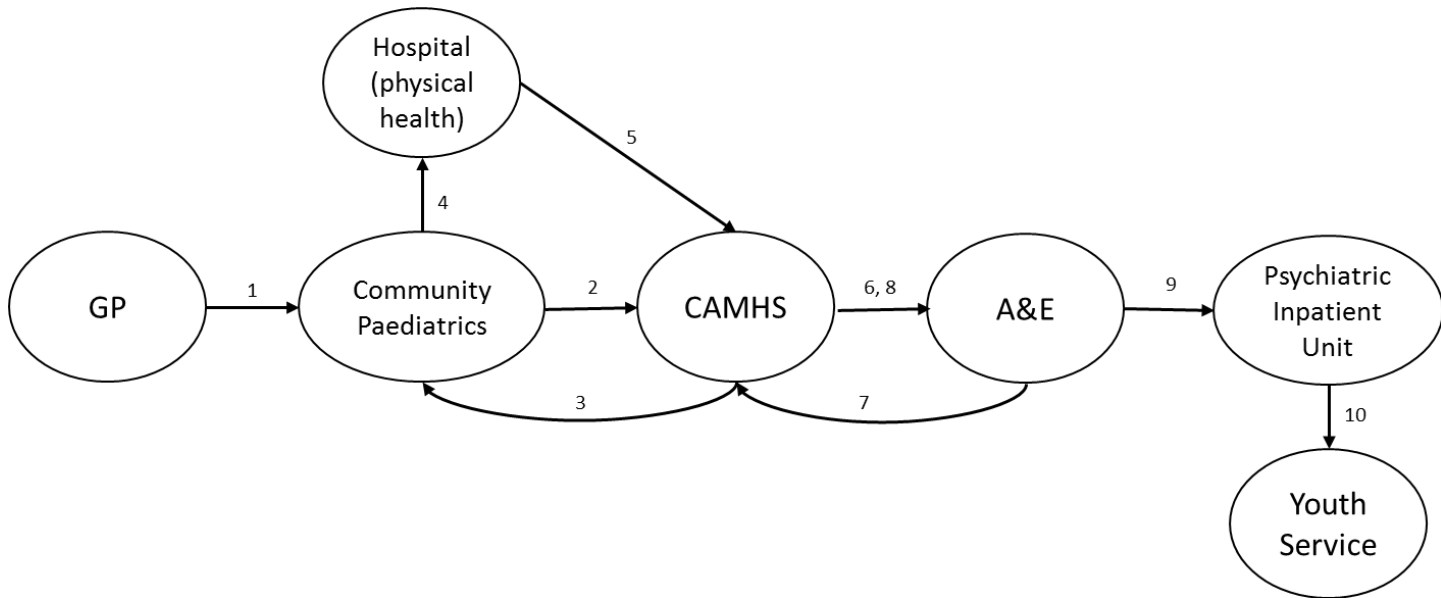 Hospital
(physical
health)
5
4
GP
1
Community
Paediatrics
2
CAMHS
6, 8
A&E
9
Psychiatric
Inpatient
Unit
3
7
10
Youth
Service